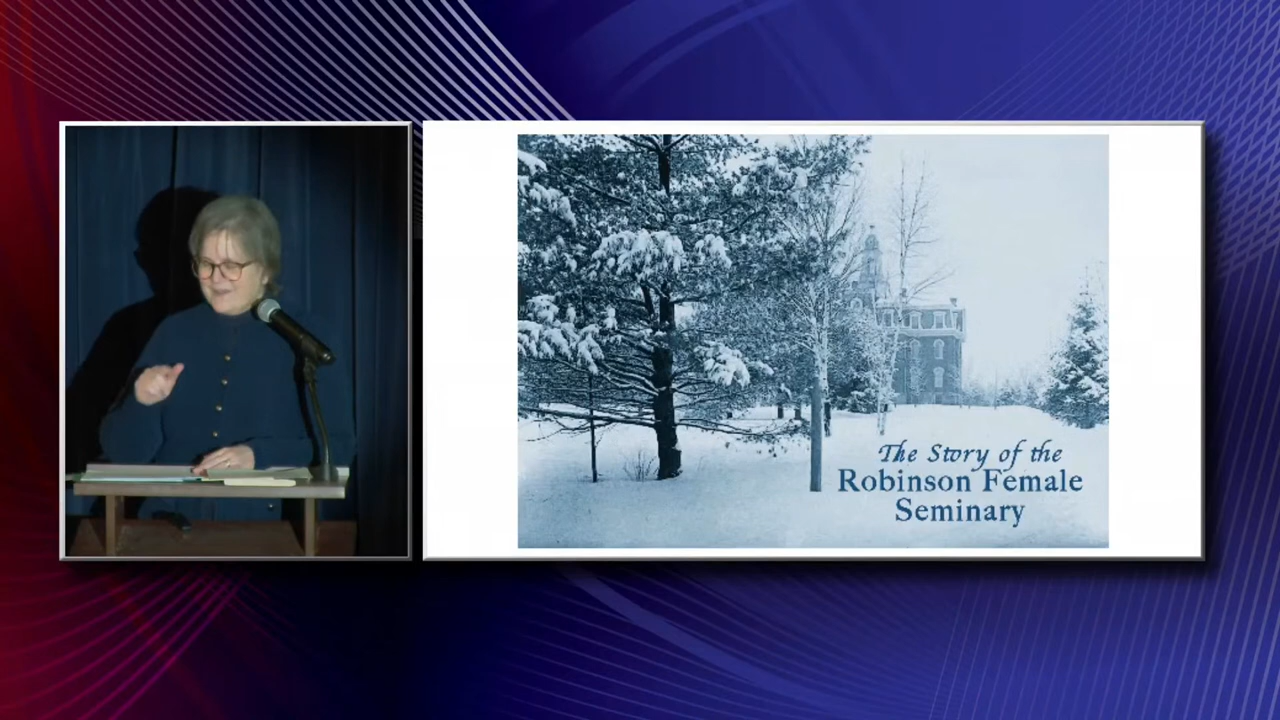 The Story of the
Robinson Female
Seminary